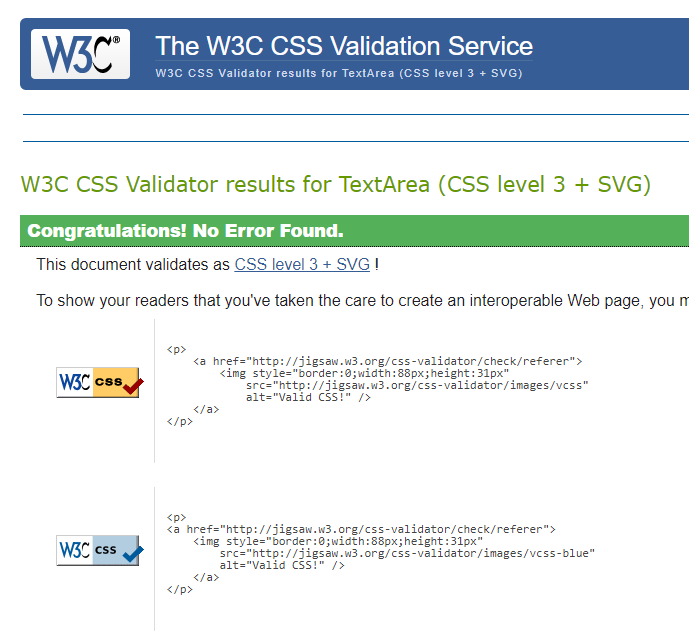 W3C®
The W3C CSS Validation Service
W3C CSS Validator results for TextArea (CSS level 3 + SVG)
W3C CSS Validator results for TextArea (CSS level 3 + SVG)
Congratulations! No Error Found.
This document validates as CSS level 3 + SVG !
To show your readers that you've taken the care to create an interoperable Web page, you
W3C css
<p>
<a href="http://jigsaw.w3.org/css-validator/check/referer">
<img style="border:0;width:88px;height:31px"
src="http://jigsaw.w3.org/css-validator/images/vcss"
alt="Valid CSS!" />
</a>
</p>
W3C css
<p>
<a href="http://jigsaw.w3.org/css-validator/check/referer">
<img style="border:0;width:88px;height:31px"
src="http://jigsaw.w3.org/css-validator/images/vcss-blue"
alt="Valid CSS!" />
</a>
</p>